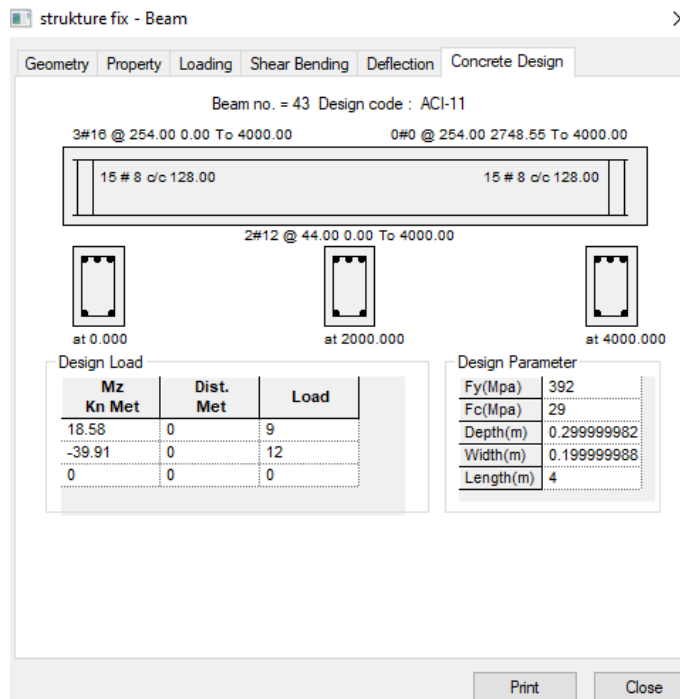 strukture fix - Beam
Geometry Property Loading Shear Bending Deflection Concrete Design
Beam no. = 43 Design code : ACI-11
3#16 @ 254.00 0.00 To 4000.00 0#0 @ 254.00 2748.55 To 4000.00
15 # 8 c/c 128.00 15 # 8 c/c 128.00
2#12 @ 44.00 0.00 To 4000.00
at 0.000 at 2000.000 at 4000.000
Design Load
Mz Dist. Load
Kn Met Met
18.58 0 9
-39.91 0 12
0 0 0
Design Parameter
Fy(Mpa) 392
Fc(Mpa) 29
Depth(m) 0.299999982
Width(m) 0.199999988
Length(m) 4
Print Close